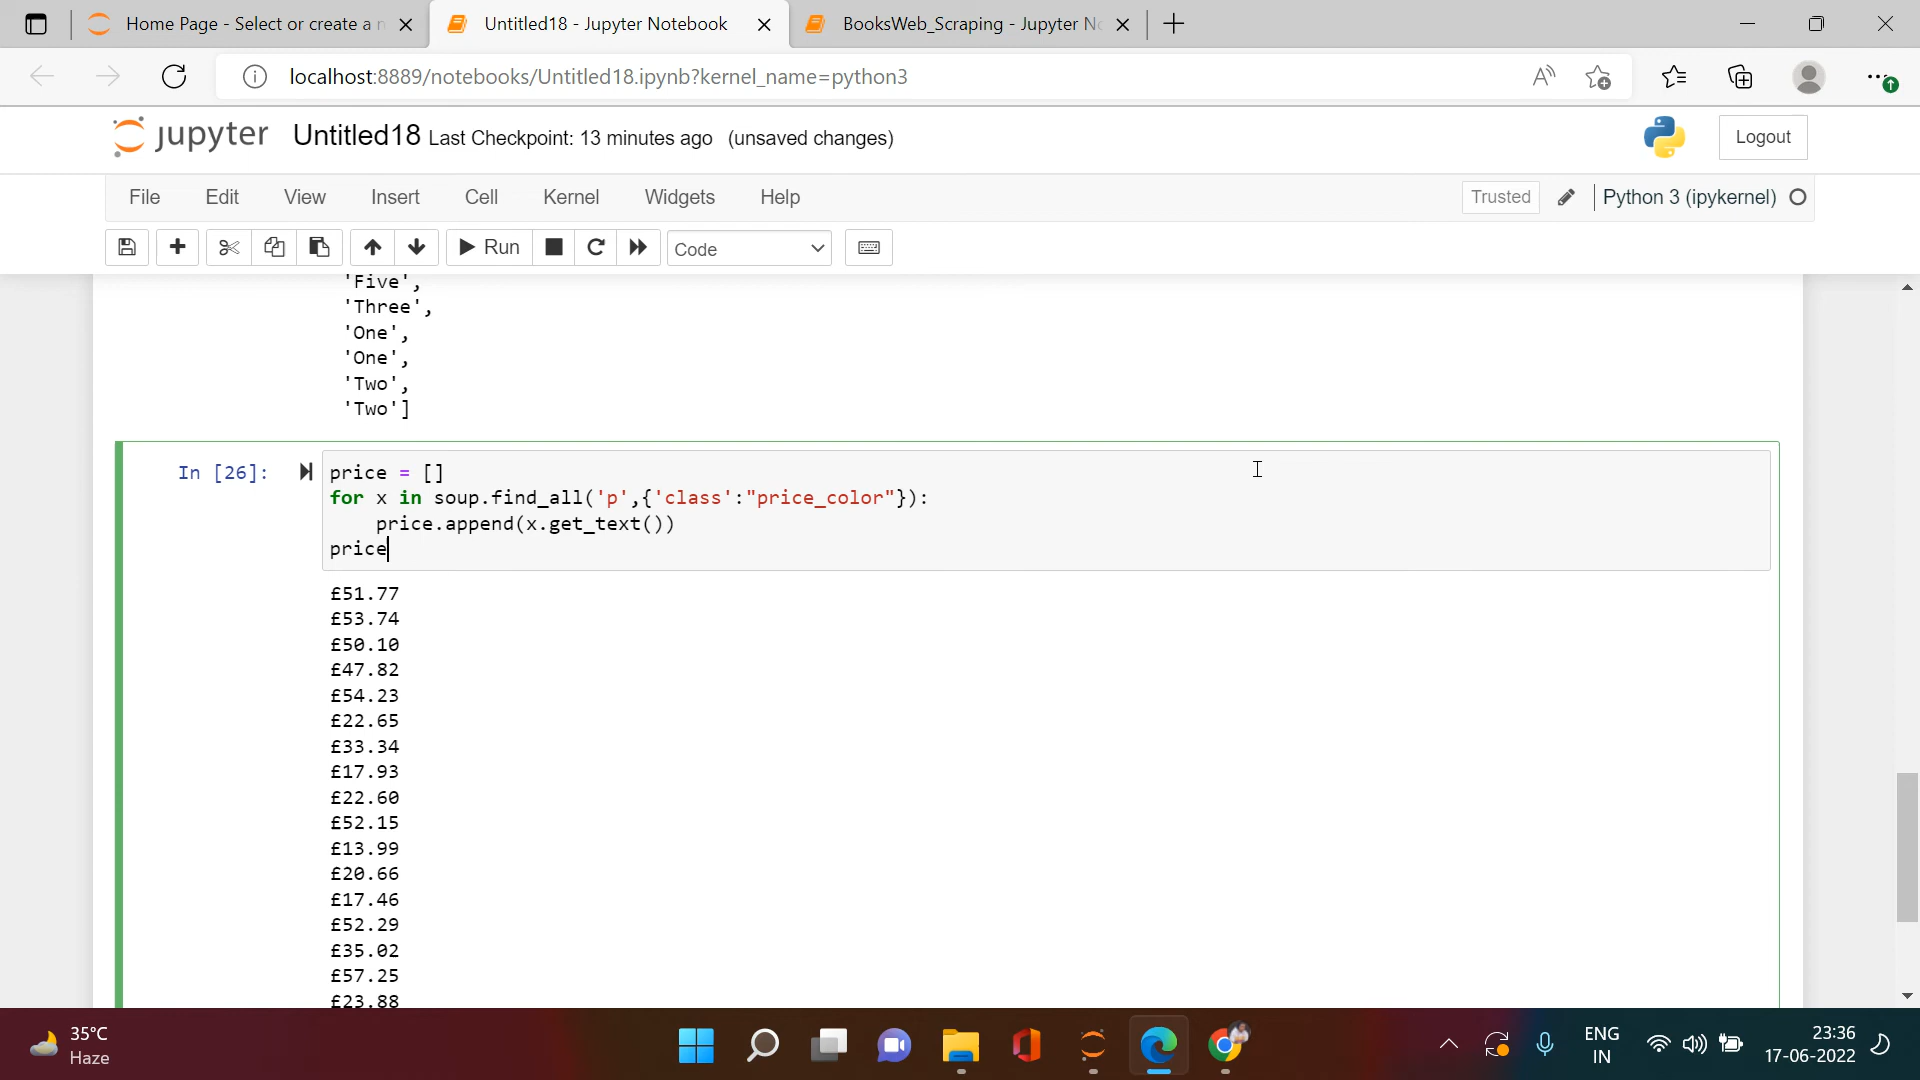 Home Page - Select or create a n
Untitled18 - Jupyter Notebook
BooksWeb_Scraping - Jupyter No
localhost:8889/notebooks/Untitled18.ipynb?kernel_name=python3
jupyter Untitled18 Last Checkpoint: 13 minutes ago (unsaved changes)
Logout
File Edit View Insert Cell Kernel Widgets Help
Trusted
Python 3 (ipykernel)
Run
Code
'Five',
'Three',
'One',
'One',
'Two',
'Two']
In [26]:
price = []
for x in soup.find_all('p',{'class':"price_color"}):
    price.append(x.get_text())
price
£51.77
£53.74
£50.10
£47.82
£54.23
£22.65
£33.34
£17.93
£22.60
£52.15
£13.99
£20.66
£17.46
£52.29
£35.02
£57.25
£23.88
35°C
Haze
ENG
IN
23:36
17-06-2022